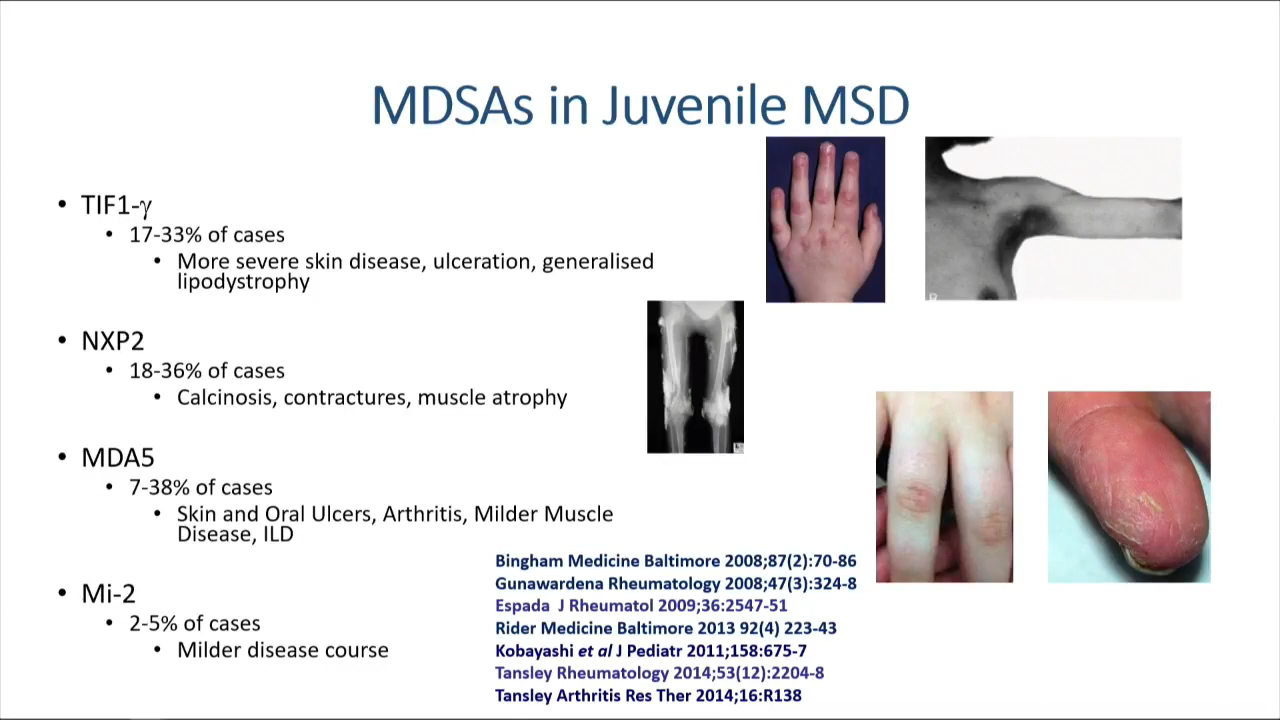 MDSAs in Juvenile MSD
• TIF1-γ
• 17-33% of cases
• More severe skin disease, ulceration, generalised
lipodystrophy
• NXP2
• 18-36% of cases
• Calcinosis, contractures, muscle atrophy
• MDA5
• 7-38% of cases
• Skin and Oral Ulcers, Arthritis, Milder Muscle
Disease, ILD
• Mi-2
• 2-5% of cases
• Milder disease course
Bingham Medicine Baltimore 2008;87(2):70-86
Gunawardena Rheumatology 2008;47(3):324-8
Espada J Rheumatol 2009;36:2547-51
Rider Medicine Baltimore 2013 92(4) 223-43
Kobayashi et al J Pediatr 2011;158:675-7
Tansley Rheumatology 2014;53(12):2204-8
Tansley Arthritis Res Ther 2014;16:R138